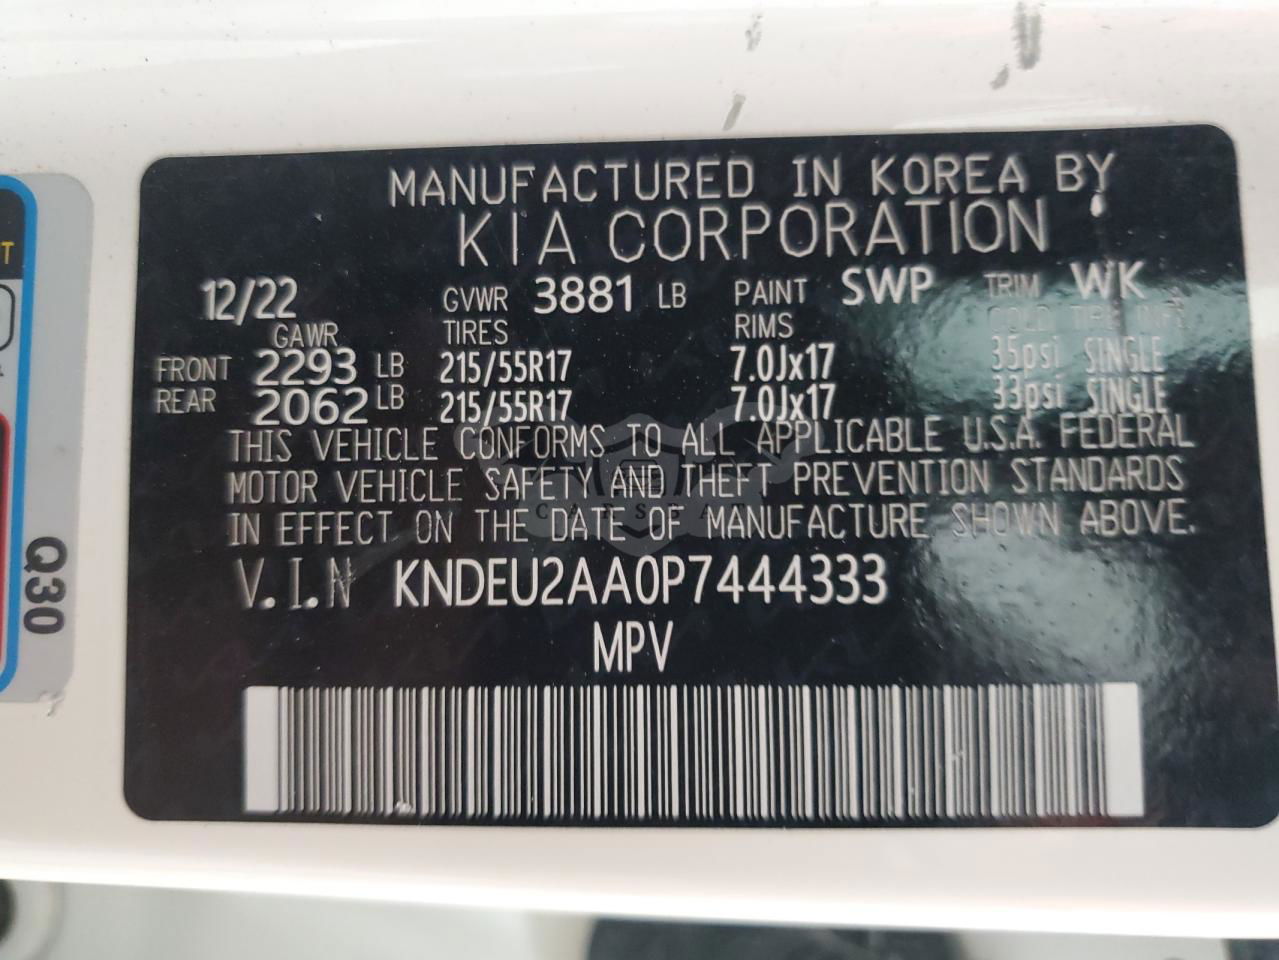 MANUFACTURED IN KOREA BY
KIA CORPORATION
12/22 GVWR 3881 LB PAINT SWP TRIM WK
GAWR TIRES RIMS COLD TIRE
FRONT 2293 LB 215/55R17 7.0Jx17 35psi SINGLE
REAR 2062 LB 215/55R17 7.0Jx17 33psi SINGLE
THIS VEHICLE CONFORMS TO ALL APPLICABLE U.S.A. FEDERAL
MOTOR VEHICLE SAFETY AND THEFT PREVENTION STANDARDS
IN EFFECT ON THE DATE OF MANUFACTURE SHOWN ABOVE.
V.I.N KNDEU2AA0P7444333
MPV
Q30